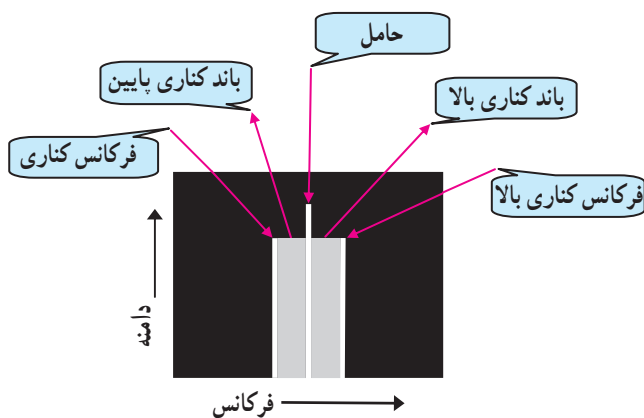 حامل
باند کناری پایین
باند کناری بالا
فرکانس کناری
فرکانس کناری بالا
دامنه
فرکانس